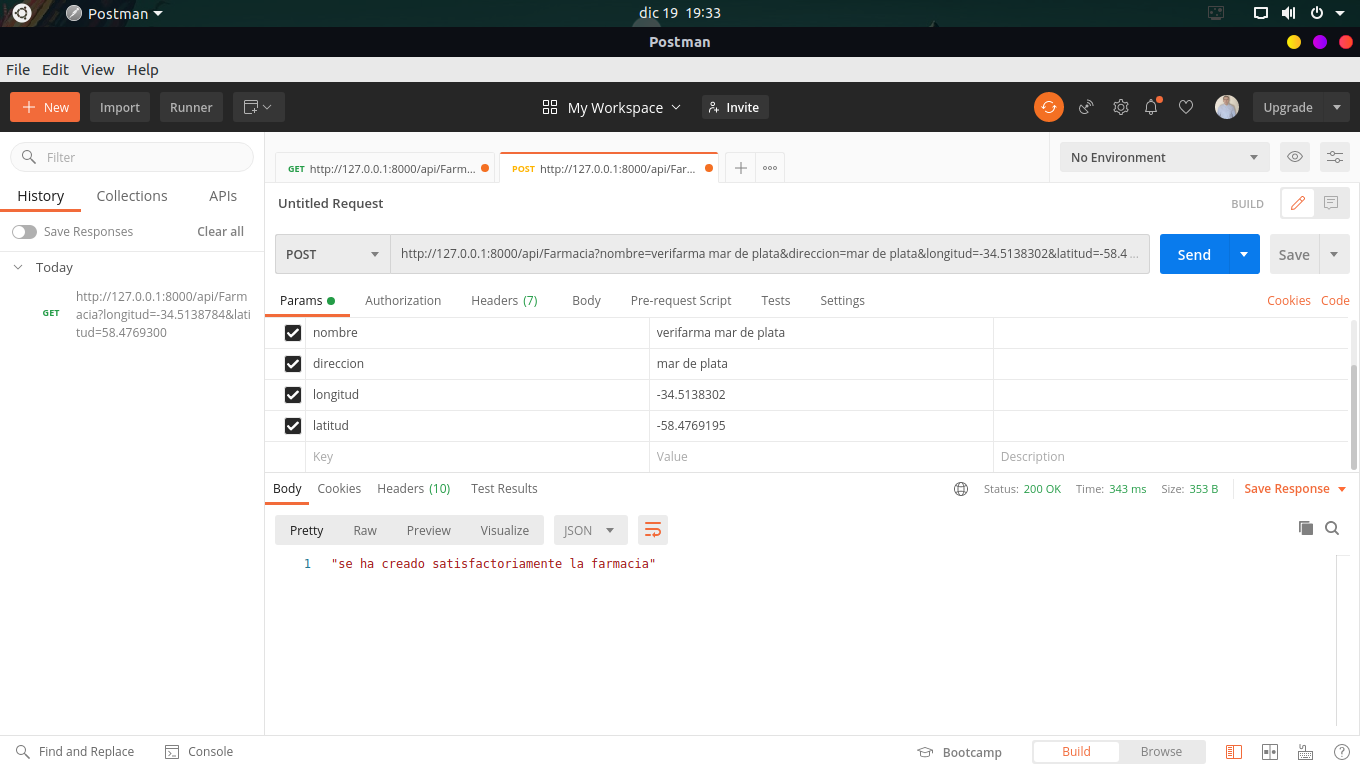 Postman
dic 19 19:33
Postman
File Edit View Help
New
Import
Runner
My Workspace
Invite
Upgrade
Filter
History Collections APIs
Save Responses Clear all
Today
GET
http://127.0.0.1:8000/api/Far
macia?longitud=-34.5138784&lati
tud=58.4769300
GET http://127.0.0.1:8000/api/Farm...
POST http://127.0.0.1:8000/api/Far...
No Environment
Untitled Request
BUILD
POST
http://127.0.0.1:8000/api/Farmacia?nombre=verifarma mar de plata&direccion=mar de plata&longitud=-34.5138302&latitud=-58.4 ...
Send
Save
Params Authorization Headers (7) Body Pre-request Script Tests Settings
Cookies Code
nombre verifarma mar de plata
direccion mar de plata
longitud -34.5138302
latitud -58.4769195
Key Value Description
Body Cookies Headers (10) Test Results
Status: 200 OK Time: 343 ms Size: 353 B
Save Response
Pretty Raw Preview Visualize JSON
1 "se ha creado satisfactoriamente la farmacia"
Find and Replace Console
Bootcamp
Build Browse